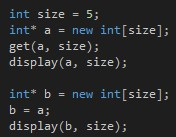 int size = 5;
int* a = new int[size];
get(a, size);
display(a, size);
int* b = new int[size];
b = a;
display(b, size);